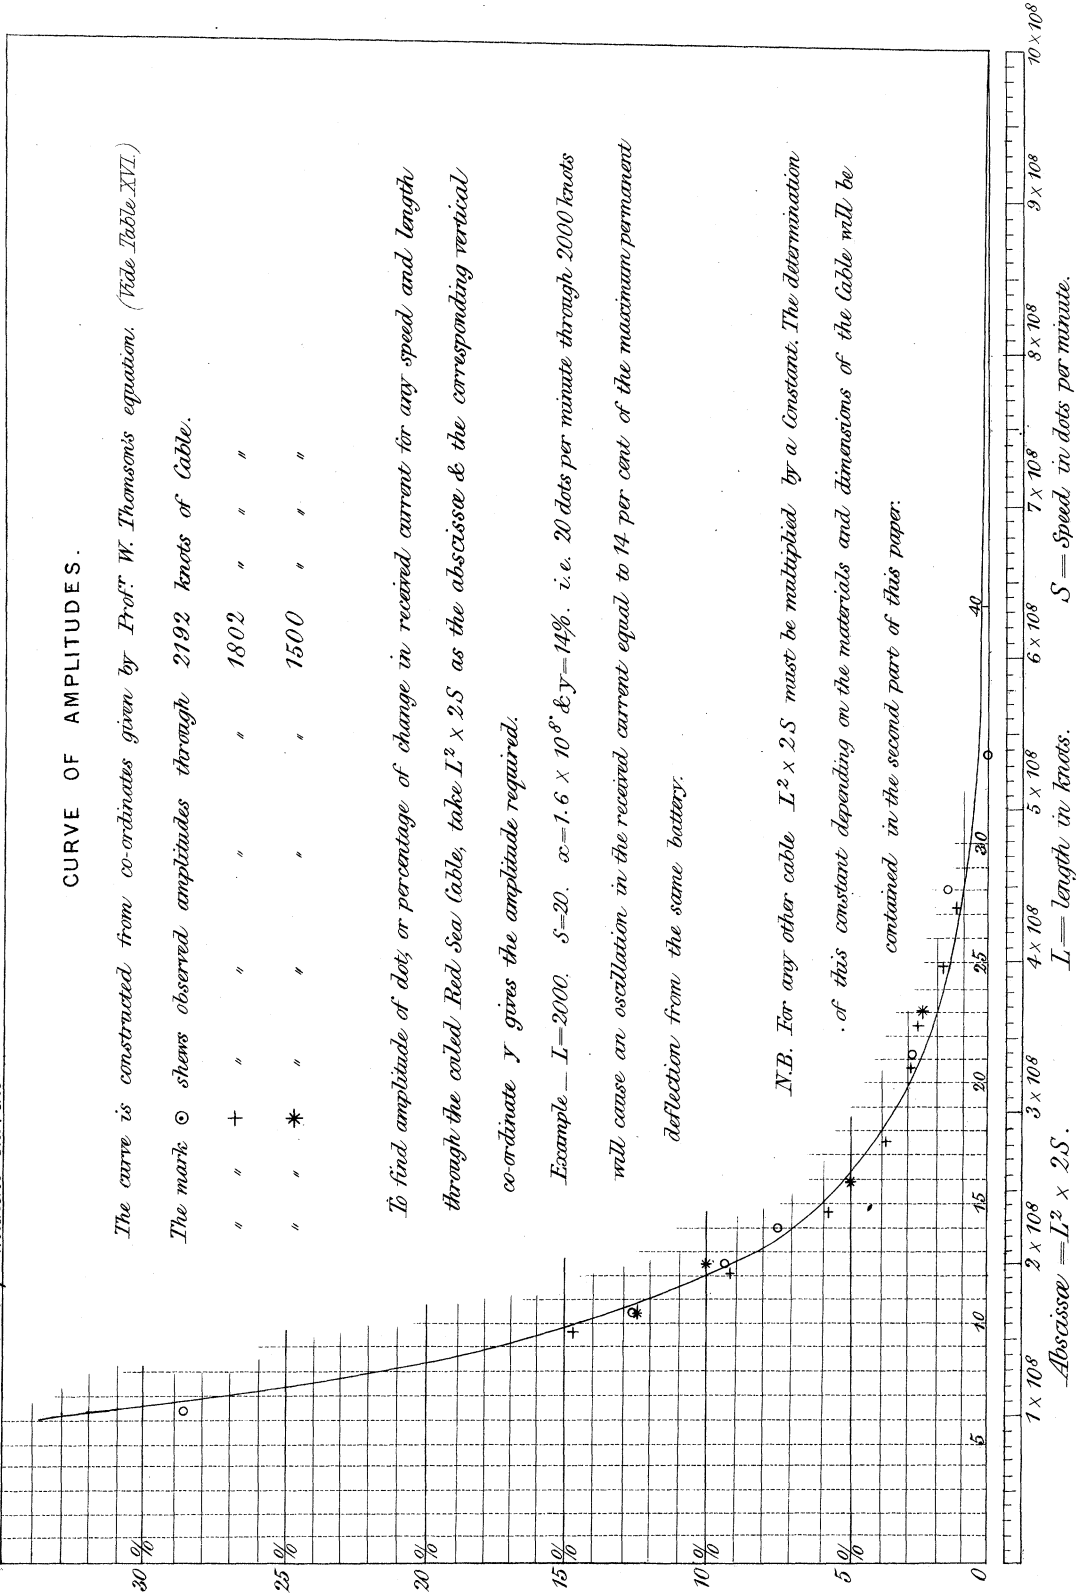 CURVE OF AMPLITUDES.
The curve is constructed from co-ordinates given by Prof.r W. Thomson's equation. (Vide Table XVI.)
The mark ⊙ shews observed amplitudes through 2192 knots of Cable.
" " " + " " " " 1802 " " "
" " " ✳ " " " " 1500 " " "
To find amplitude of dot, or percentage of change in received current for any speed and length
through the coiled Red Sea Cable, take L² × 2S as the abscissœ & the corresponding vertical
co-ordinate y gives the amplitude required.
Example _ L=2000. S=20. x=1.6 × 10⁸ & y=14%. i.e. 20 dots per minute through 2000 knots
will cause an oscillation in the received current equal to 14 per cent of the maximum permanent
deflection from the same battery.
N.B. For any other cable L² × 2S must be multiplied by a Constant. The determination
of this constant depending on the materials and dimensions of the Cable will be
contained in the second part of this paper.
30%
25%
20%
15%
10%
5%
0
5 10 15 20 25 30 40
1 × 10⁸ 2 × 10⁸ 3 × 10⁸ 4 × 10⁸ 5 × 10⁸ 6 × 10⁸ 7 × 10⁸ 8 × 10⁸ 9 × 10⁸ 10 × 10⁸
Abscissœ = L² × 2S. L = length in knots. S = Speed in dots per minute.